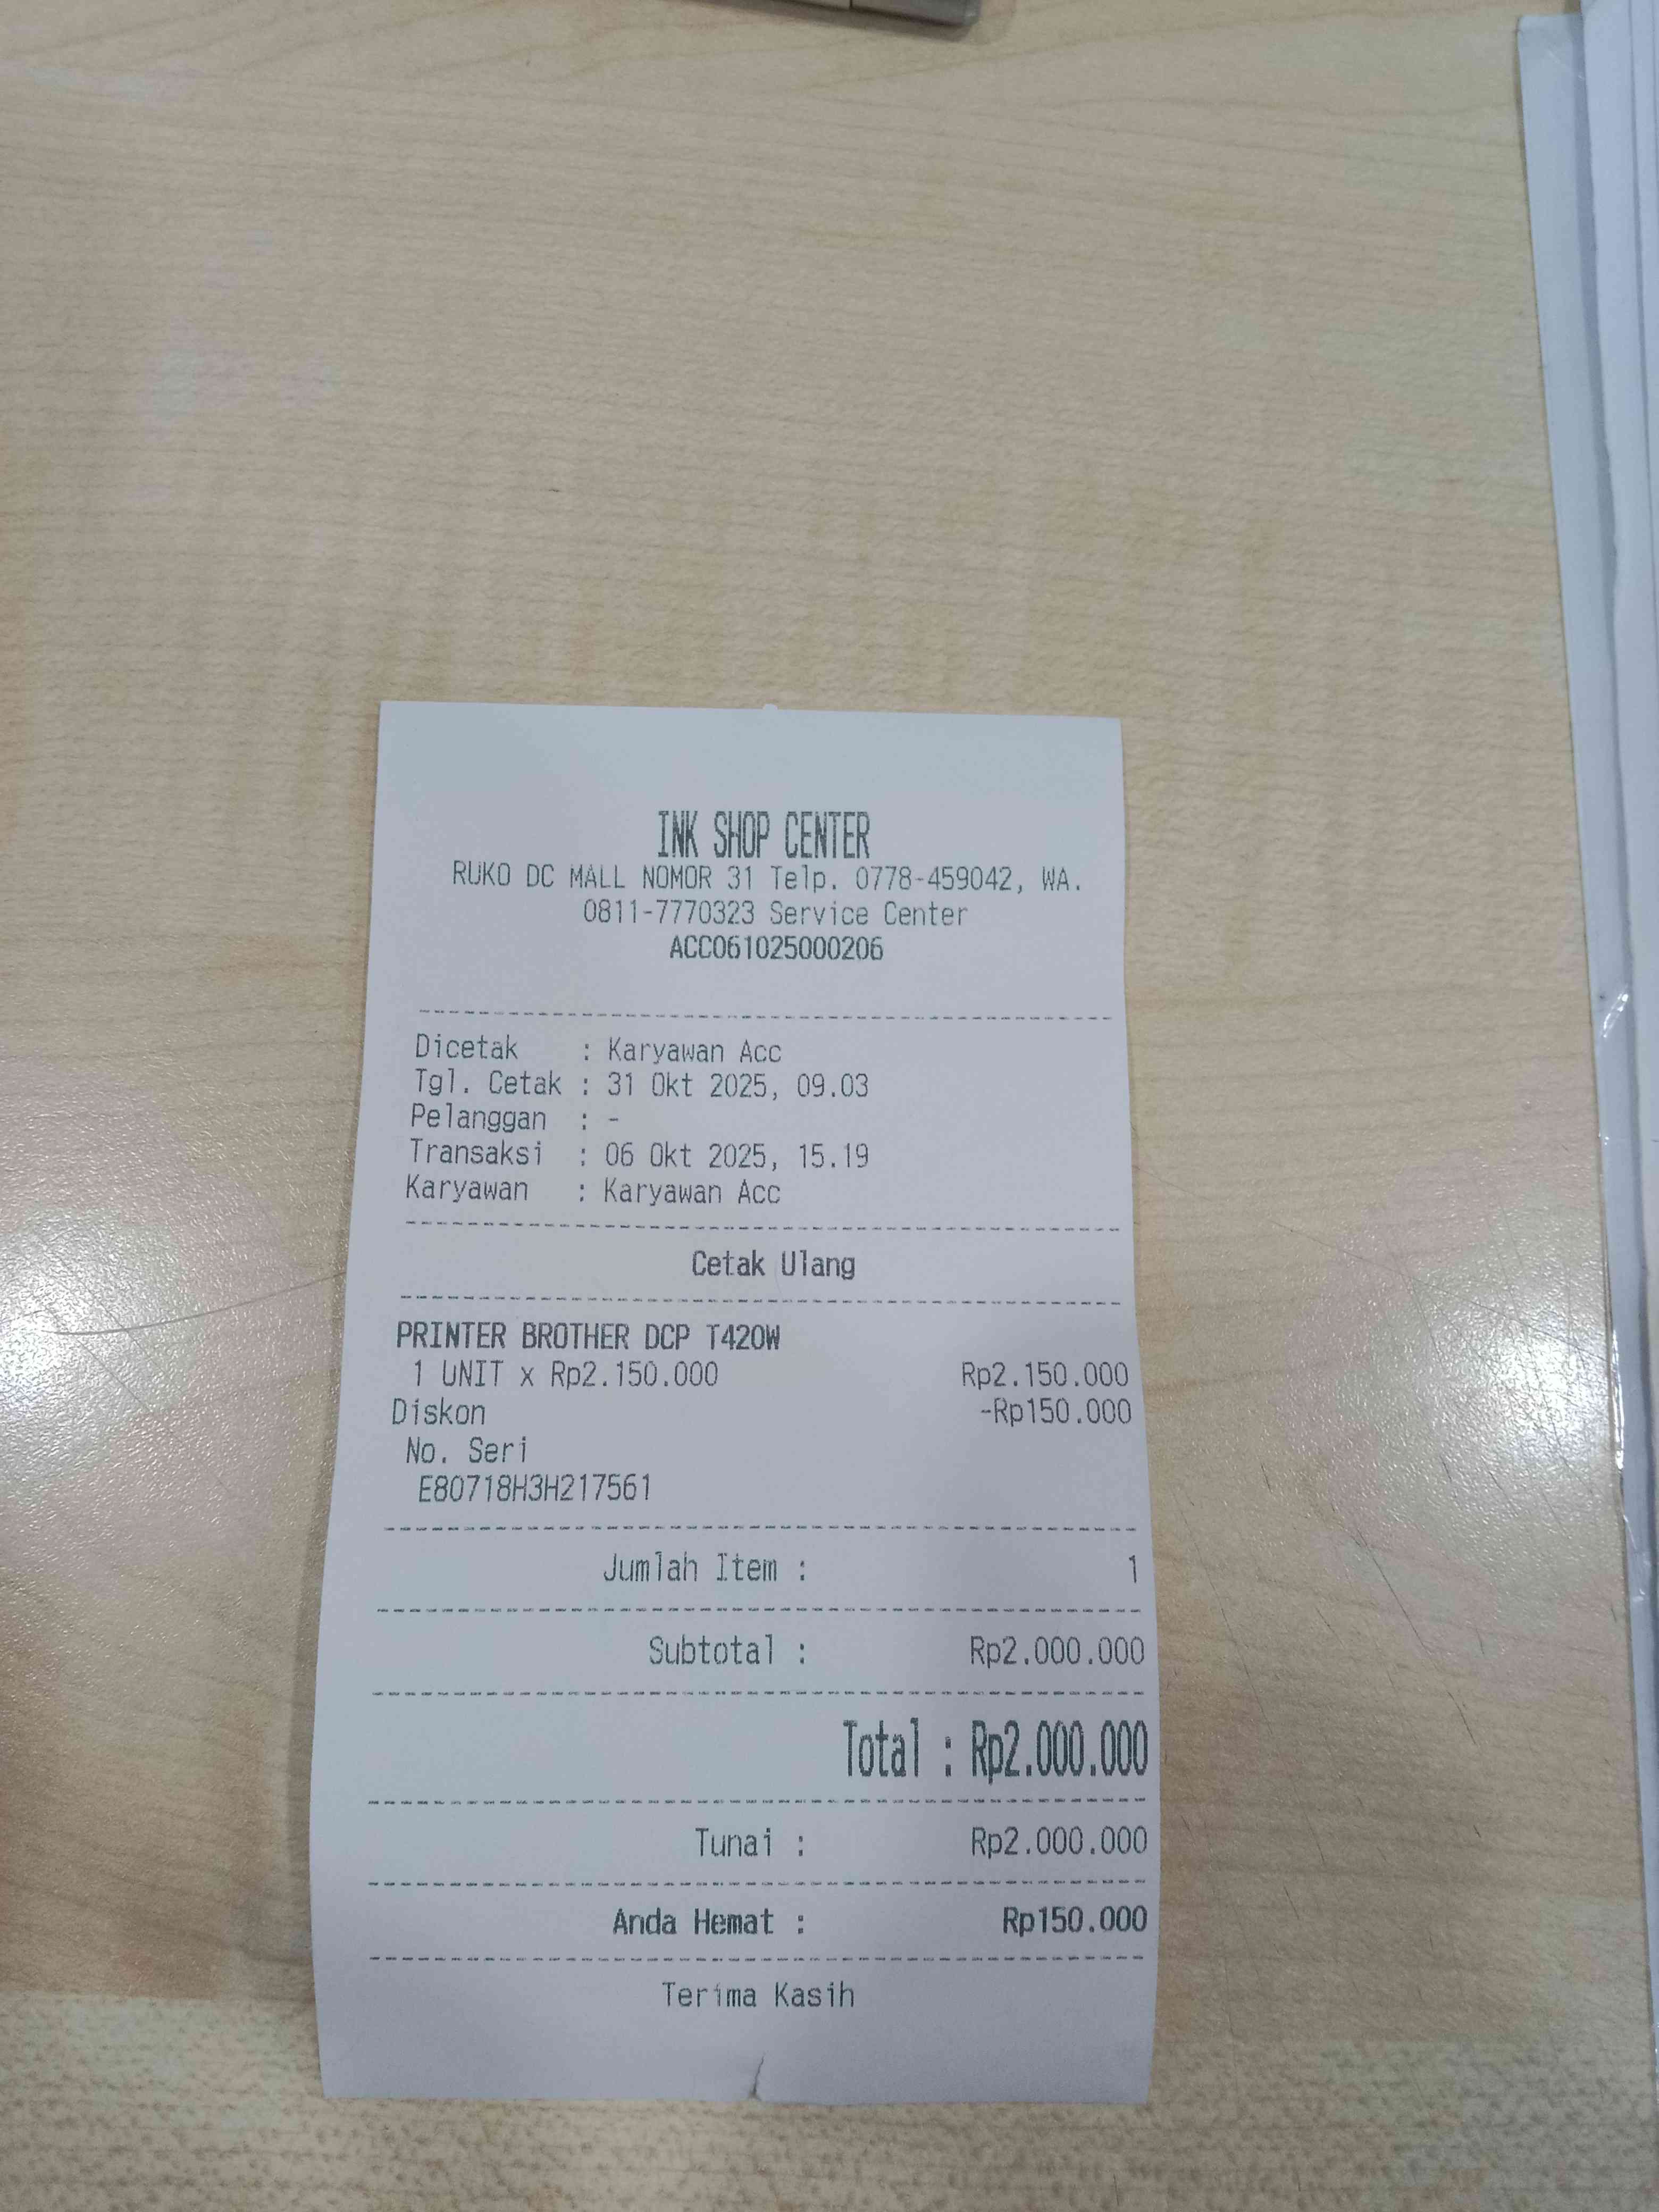 INK SHOP CENTER
RUKO DC MALL NOMOR 31 Telp. 0778-459042, WA.
0811-7770323 Service Center
ACC061025000206
Dicetak : Karyawan Acc
Tgl. Cetak : 31 Okt 2025, 09.03
Pelanggan : -
Transaksi : 06 Okt 2025, 15.19
Karyawan : Karyawan Acc
Cetak Ulang
PRINTER BROTHER DCP T420W
1 UNIT x Rp2.150.000 Rp2.150.000
Diskon -Rp150.000
No. Seri
E80718H3H217561
Jumlah Item : 1
Subtotal : Rp2.000.000
Total : Rp2.000.000
Tunai : Rp2.000.000
Anda Hemat : Rp150.000
Terima Kasih